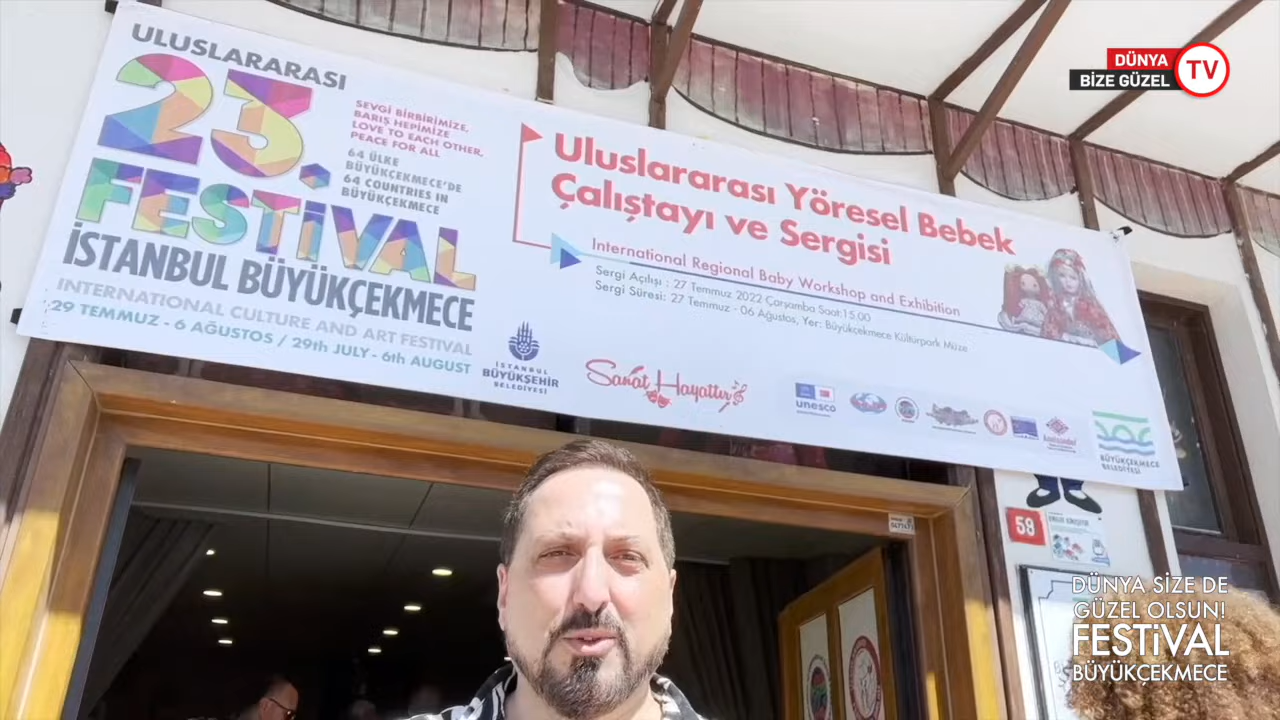 DÜNYA
BİZE GÜZEL
TV
ULUSLARARASI
23.
FESTİVAL
İSTANBUL BÜYÜKÇEKMECE
INTERNATIONAL CULTURE AND ART FESTIVAL
29 TEMMUZ - 6 AĞUSTOS / 29th JULY - 6th AUGUST
SEVGİ BİRBİRİMİZE,
BARIŞ HEPİMİZE
LOVE TO EACH OTHER,
PEACE FOR ALL
64 ÜLKE
BÜYÜKÇEKMECE'DE
64 COUNTRIES IN
BÜYÜKÇEKMECE
Uluslararası Yöresel Bebek
Çalıştayı ve Sergisi
International Regional Baby Workshop and Exhibition
Sergi Açılışı : 27 Temmuz 2022 Çarşamba Saat:15.00
Sergi Süresi: 27 Temmuz - 06 Ağustos, Yer: Büyükçekmece Kültürpark Müze
İSTANBUL
BÜYÜKŞEHİR
BELEDİYESİ
Sanat Hayattır
unesco
BÜYÜKÇEKMECE
BELEDİYESİ
58
DÜNYA SİZE DE
GÜZEL OLSUN!
FESTİVAL
BÜYÜKÇEKMECE